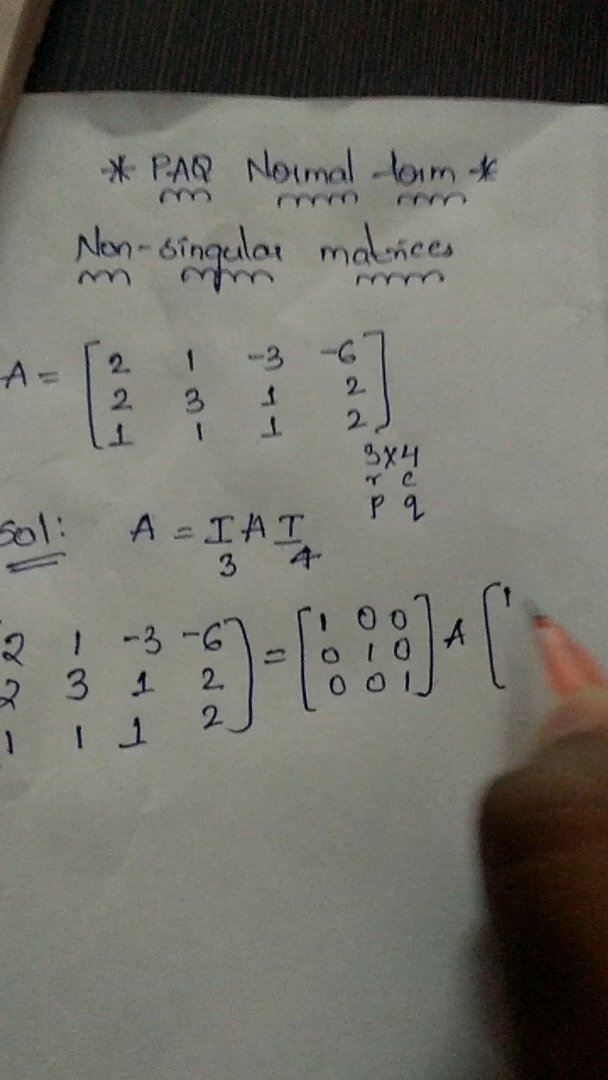 * PAQ Normal form *
Non-singular matrices
A = [2 1 -3 -6
2 3 1 2
1 1 1 2]
3×4
r c
p q
Sol: A = I₃ A I₄
2 1 -3 -6] = [1 0 0 A [1
2 3 1 2 0 1 0
1 1 1 2 0 0 1]